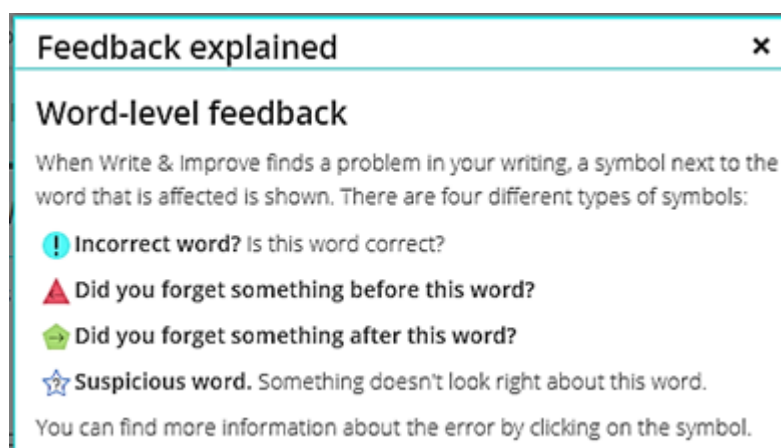 Feedback explained
Word-level feedback
When Write & Improve finds a problem in your writing, a symbol next to the
word that is affected is shown. There are four different types of symbols:
Incorrect word? Is this word correct?
Did you forget something before this word?
Did you forget something after this word?
Suspicious word. Something doesn't look right about this word.
You can find more information about the error by clicking on the symbol.